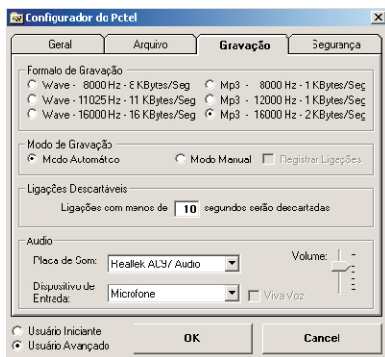 Configurador do Pctel
Geral Arquivo Gravação Segurança
Formato de Gravação
Wave - 8000 Hz - 8 KBytes/Seg Mp3 - 8000 Hz - 1 KBytes/Seg
Wave - 11025 Hz - 11 KBytes/Seg Mp3 - 12000 Hz - 1 KBytes/Seg
Wave - 16000 Hz - 16 KBytes/Seg Mp3 - 16000 Hz - 2 KBytes/Seg
Modo de Gravação
Modo Automático Modo Manual Registrar Ligações
Ligações Descartáveis
Ligações com menos de 10 segundos serão descartadas
Audio
Placa de Som: Realtek AC97 Audio Volume:
Dispositivo de
Entrada: Microfone Viva Voz
Usuário Iniciante
Usuário Avançado OK Cancel